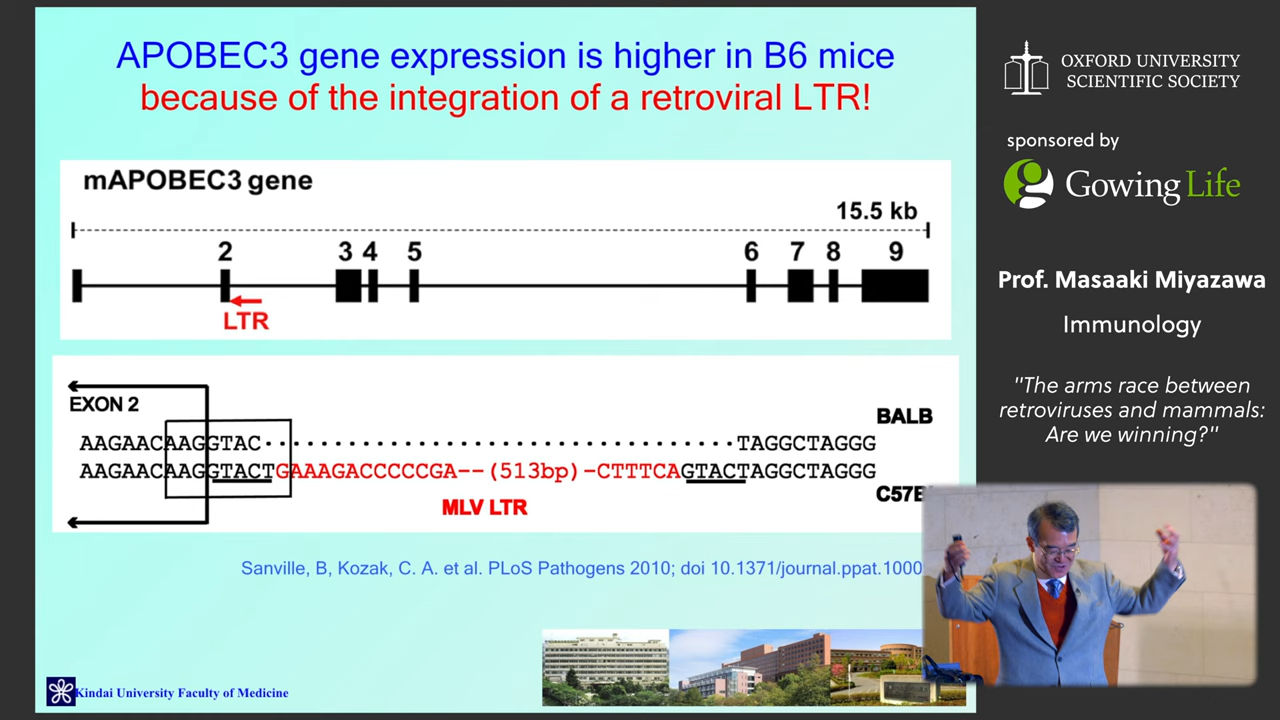 APOBEC3 gene expression is higher in B6 mice
because of the integration of a retroviral LTR!
mAPOBEC3 gene
15.5 kb
2 3 4 5 6 7 8 9
LTR
EXON 2
BALB
AAGAACAAGGTAC·····································TAGGCTAGGG
AAGAACAAGGTACTGAAAGACCCCCGA--(513bp)-CTTTCAGTACTAGGCTAGGG
MLV LTR
Sanville, B, Kozak, C. A. et al. PLoS Pathogens 2010; doi 10.1371/journal.ppat.1000
Kindai University Faculty of Medicine
OXFORD UNIVERSITY
SCIENTIFIC SOCIETY
sponsored by
Gowing Life
Prof. Masaaki Miyazawa
Immunology
"The arms race between
retroviruses and mammals:
Are we winning?"